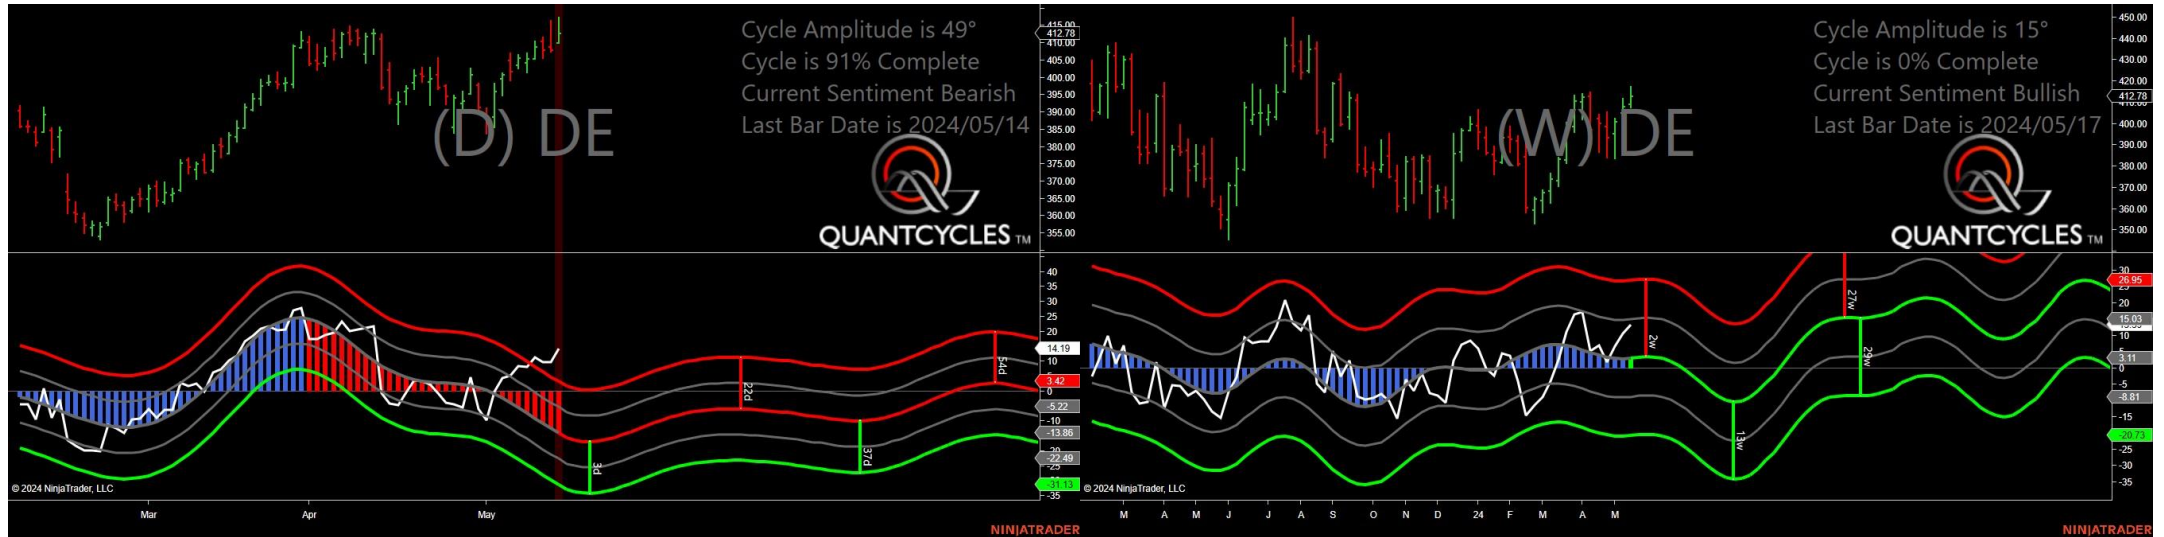 Cycle Amplitude is 49°
Cycle is 91% Complete
Current Sentiment Bearish
Last Bar Date is 2024/05/14
(D) DE
QUANTCYCLES TM
415.00
412.78
410.00
405.00
400.00
395.00
390.00
385.00
380.00
375.00
370.00
365.00
360.00
355.00
40
35
30
25
20
14.19
10
3.42
0
-5.22
-10
-13.86
-22.49
-25
-31.13
-35
3d
22d
37d
54d
© 2024 NinjaTrader, LLC
Mar Apr May
NINJATRADER
Cycle Amplitude is 15°
Cycle is 0% Complete
Current Sentiment Bullish
Last Bar Date is 2024/05/17
(W) DE
QUANTCYCLES TM
450.00
440.00
430.00
420.00
412.78
400.00
390.00
380.00
370.00
360.00
350.00
30
26.95
20
15.03
3.11
0
-5
-8.81
-15
-20.73
-25
-30
-35
2w
13w
27w
29w
© 2024 NinjaTrader, LLC
M A M J J A S O N D 24 F M A M
NINJATRADER